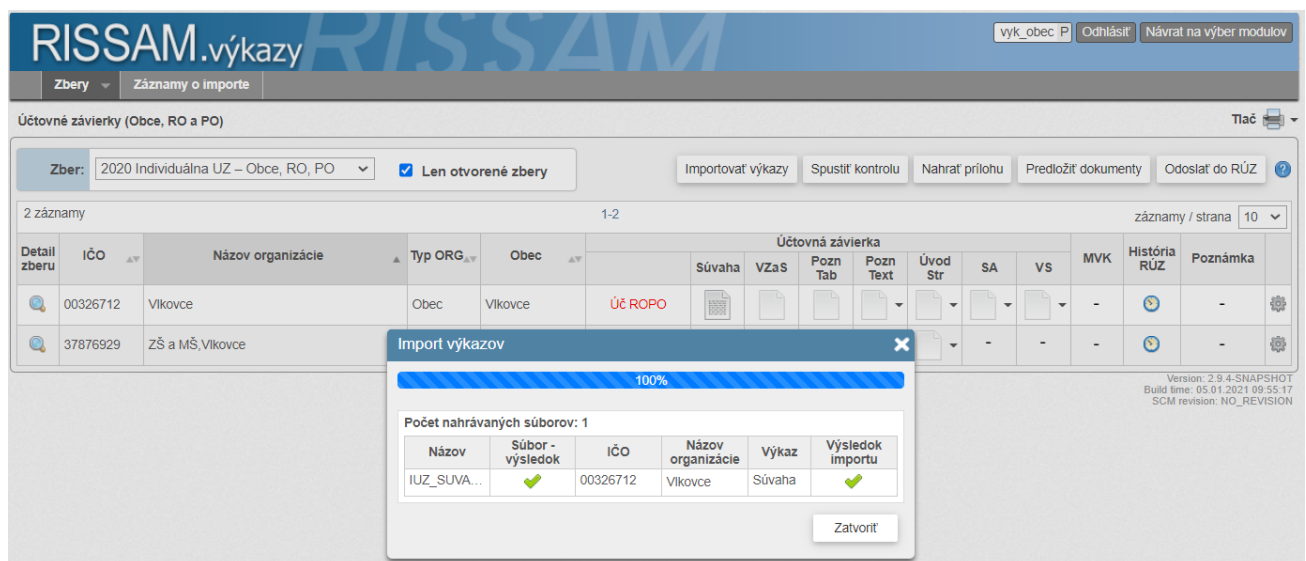 RISSAM.výkazy
vyk_obec P Odhlásiť Návrat na výber modulov
Zbery Záznamy o importe
Účtovné závierky (Obce, RO a PO)
Tlač
Zber: 2020 Individuálna UZ – Obce, RO, PO Len otvorené zbery
Importovať výkazy Spustiť kontrolu Nahrať prílohu Predložiť dokumenty Odoslať do RÚZ
2 záznamy 1-2 záznamy / strana 10
Detail zberu IČO Názov organizácie Typ ORG Obec Účtovná závierka MVK História RÚZ Poznámka
Súvaha VZaS Pozn Tab Pozn Text Úvod Str SA VS
00326712 Vlkovce Obec Vlkovce Úč ROPO - -
37876929 ZŠ a MŠ,Vlkovce - - - -
Version: 2.9.4-SNAPSHOT
Build time: 05.01.2021 09:55:17
SCM revision: NO_REVISION
Import výkazov
100%
Počet nahrávaných súborov: 1
Názov Súbor - výsledok IČO Názov organizácie Výkaz Výsledok importu
IUZ_SUVA... 00326712 Vlkovce Súvaha
Zatvoriť